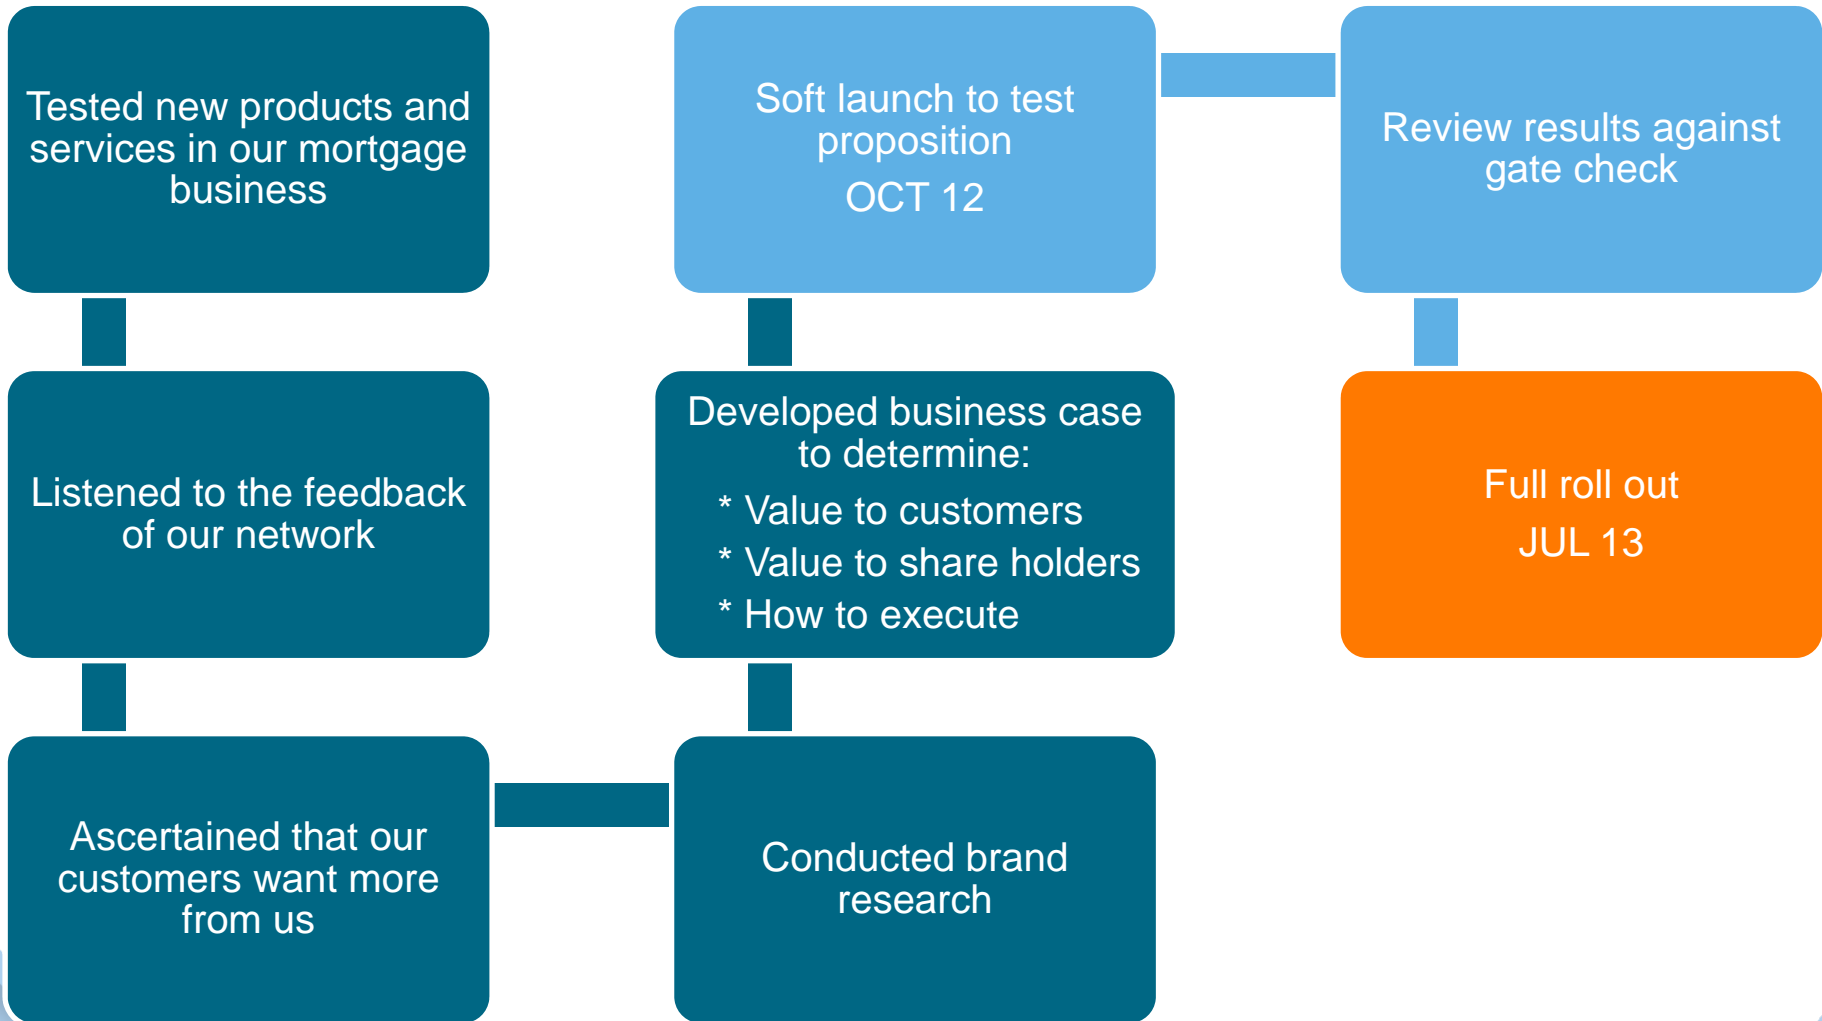 Tested new products and
services in our mortgage
business
Listened to the feedback
of our network
Ascertained that our
customers want more
from us
Conducted brand
research
Developed business case
to determine:
* Value to customers
* Value to share holders
* How to execute
Soft launch to test
proposition
OCT 12
Review results against
gate check
Full roll out
JUL 13